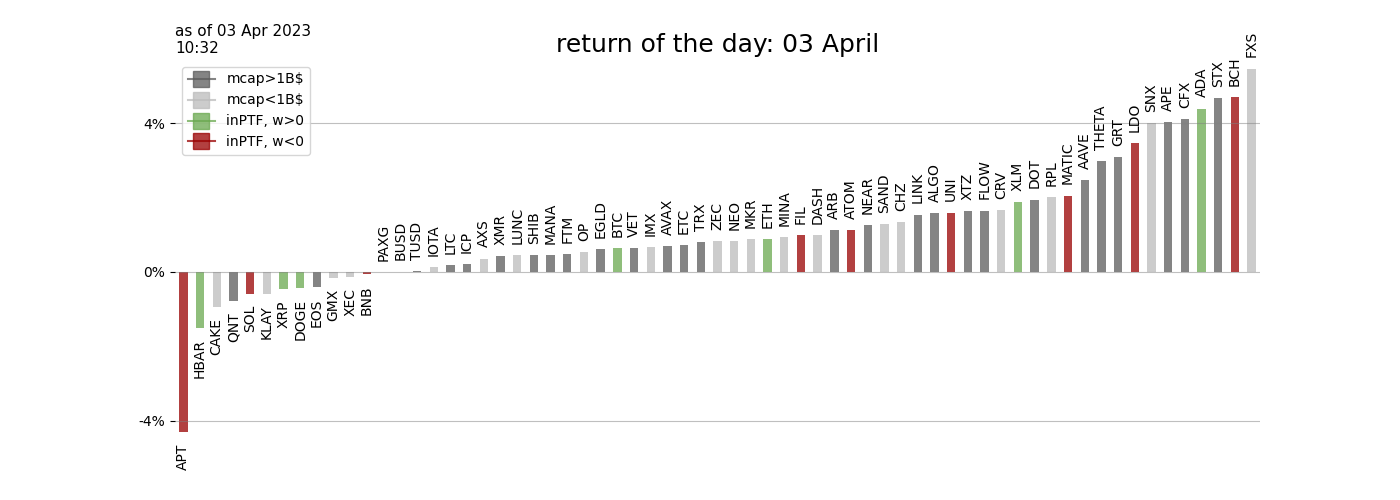 as of 03 Apr 2023
10:32
return of the day: 03 April
mcap>1B$
mcap<1B$
inPTF, w>0
inPTF, w<0
4%
0%
-4%
APT
HBAR
CAKE
QNT
SOL
KLAY
XRP
DOGE
EOS
GMX
XEC
BNB
PAXG
BUSD
TUSD
IOTA
LTC
ICP
AXS
XMR
LUNC
SHIB
MANA
FTM
OP
EGLD
BTC
VET
IMX
AVAX
ETC
TRX
ZEC
NEO
MKR
ETH
MINA
FIL
DASH
ARB
ATOM
NEAR
SAND
CHZ
LINK
ALGO
UNI
XTZ
FLOW
CRV
XLM
DOT
RPL
MATIC
AAVE
THETA
GRT
LDO
SNX
APE
CFX
ADA
STX
BCH
FXS